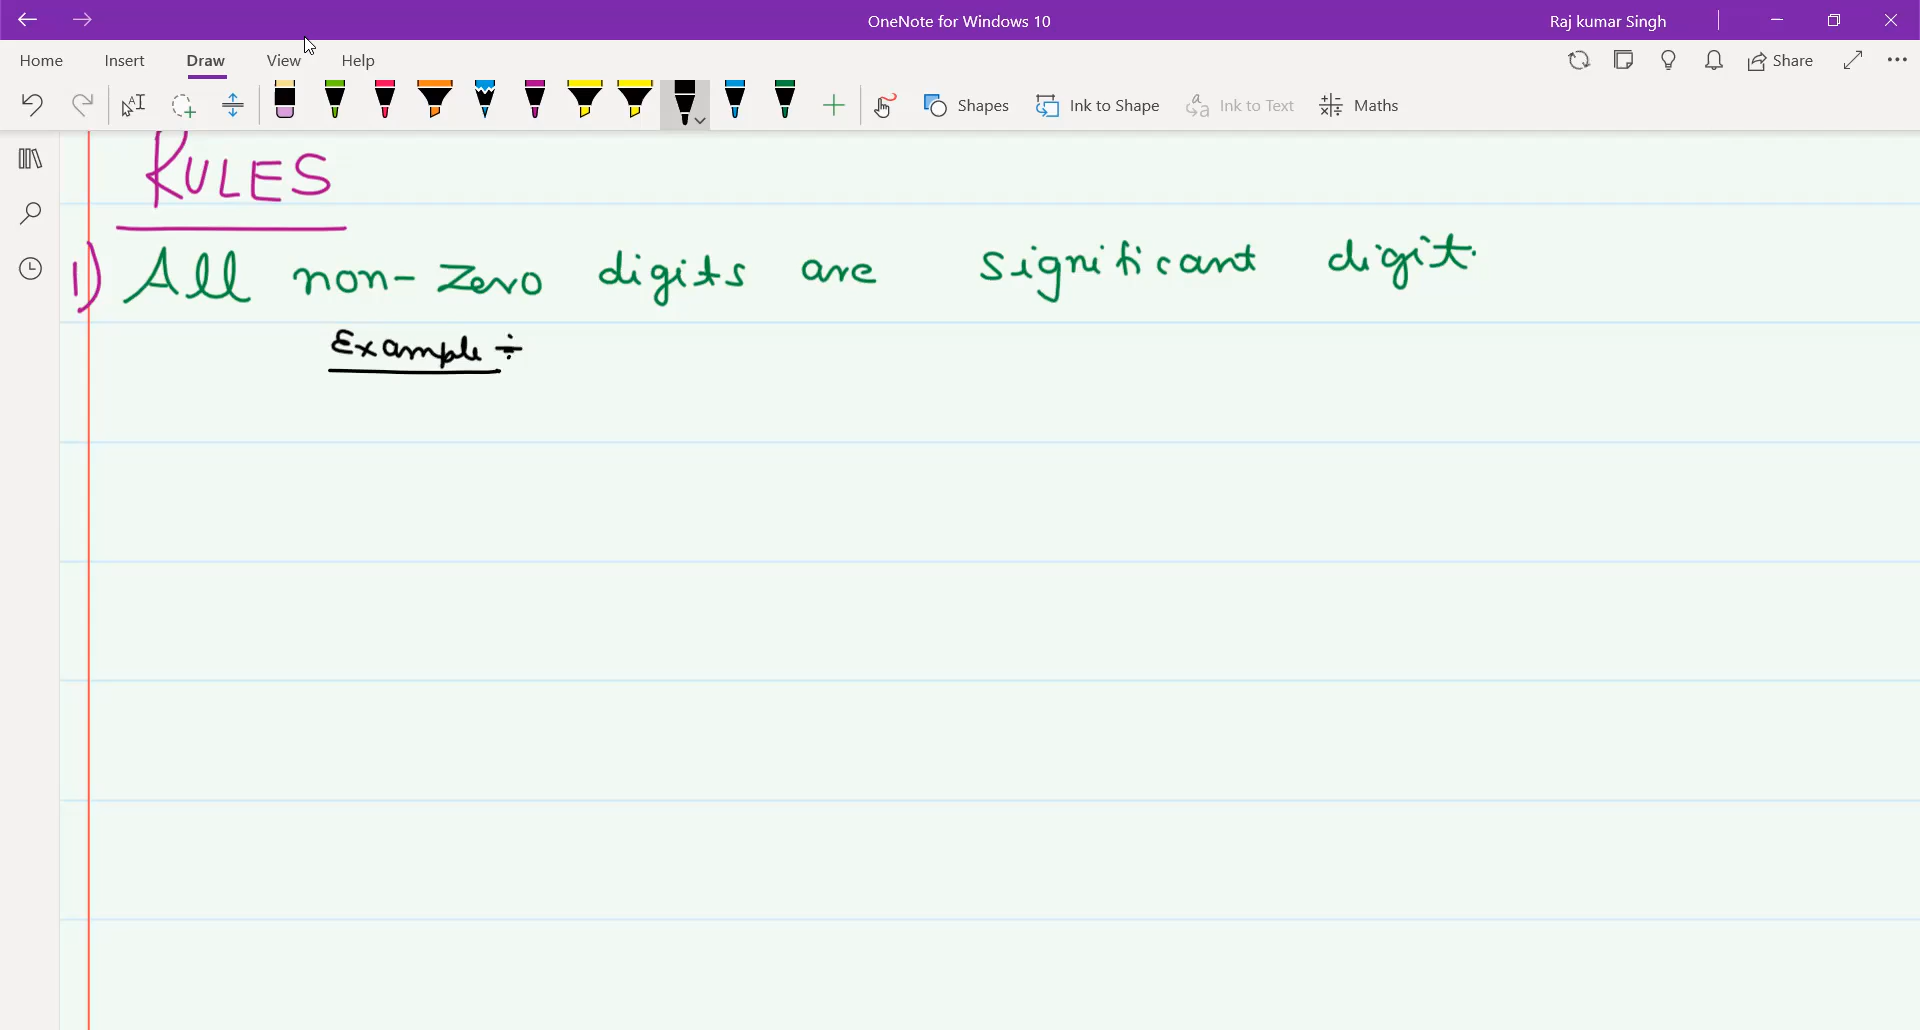 OneNote for Windows 10
Raj kumar Singh
Home Insert Draw View Help
Share
Shapes Ink to Shape Ink to Text Maths
RULES
1) All non-zero digits are significant digit.
Example ÷